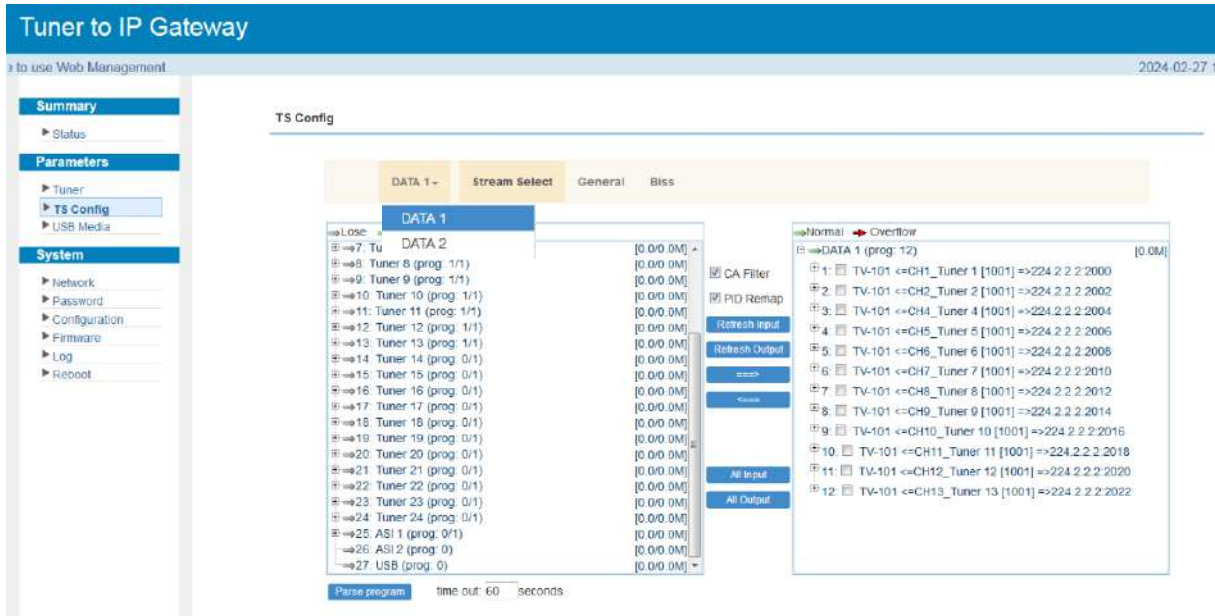 Tuner to IP Gateway
to use Web Management
2024-02-27
Summary
Status
Parameters
Tuner
TS Config
USB Media
System
Network
Password
Configuration
Firmware
Log
Reboot
TS Config
DATA 1
Stream Select
General
Biss
DATA 1
DATA 2
Lose
7: Tu [0.0/0.0M]
8: Tuner 8 (prog: 1/1) [0.0/0.0M]
9: Tuner 9 (prog: 1/1) [0.0/0.0M]
10: Tuner 10 (prog: 1/1) [0.0/0.0M]
11: Tuner 11 (prog: 1/1) [0.0/0.0M]
12: Tuner 12 (prog: 1/1) [0.0/0.0M]
13: Tuner 13 (prog: 1/1) [0.0/0.0M]
14: Tuner 14 (prog: 0/1) [0.0/0.0M]
15: Tuner 15 (prog: 0/1) [0.0/0.0M]
16: Tuner 16 (prog: 0/1) [0.0/0.0M]
17: Tuner 17 (prog: 0/1) [0.0/0.0M]
18: Tuner 18 (prog: 0/1) [0.0/0.0M]
19: Tuner 19 (prog: 0/1) [0.0/0.0M]
20: Tuner 20 (prog: 0/1) [0.0/0.0M]
21: Tuner 21 (prog: 0/1) [0.0/0.0M]
22: Tuner 22 (prog: 0/1) [0.0/0.0M]
23: Tuner 23 (prog: 0/1) [0.0/0.0M]
24: Tuner 24 (prog: 0/1) [0.0/0.0M]
25: ASI 1 (prog: 0/1) [0.0/0.0M]
26: ASI 2 (prog: 0) [0.0/0.0M]
27: USB (prog: 0) [0.0/0.0M]
Parse program time out: 60 seconds
CA Filter
PID Remap
Refresh Input
Refresh Output
===>
<===
All Input
All Output
Normal Overflow
DATA 1 (prog: 12) [0.0M]
1: TV-101 <=CH1_Tuner 1 [1001] =>224.2.2.2:2000
2: TV-101 <=CH2_Tuner 2 [1001] =>224.2.2.2:2002
3: TV-101 <=CH4_Tuner 4 [1001] =>224.2.2.2:2004
4: TV-101 <=CH5_Tuner 5 [1001] =>224.2.2.2:2006
5: TV-101 <=CH6_Tuner 6 [1001] =>224.2.2.2:2008
6: TV-101 <=CH7_Tuner 7 [1001] =>224.2.2.2:2010
7: TV-101 <=CH8_Tuner 8 [1001] =>224.2.2.2:2012
8: TV-101 <=CH9_Tuner 9 [1001] =>224.2.2.2:2014
9: TV-101 <=CH10_Tuner 10 [1001] =>224.2.2.2:2016
10: TV-101 <=CH11_Tuner 11 [1001] =>224.2.2.2:2018
11: TV-101 <=CH12_Tuner 12 [1001] =>224.2.2.2:2020
12: TV-101 <=CH13_Tuner 13 [1001] =>224.2.2.2:2022